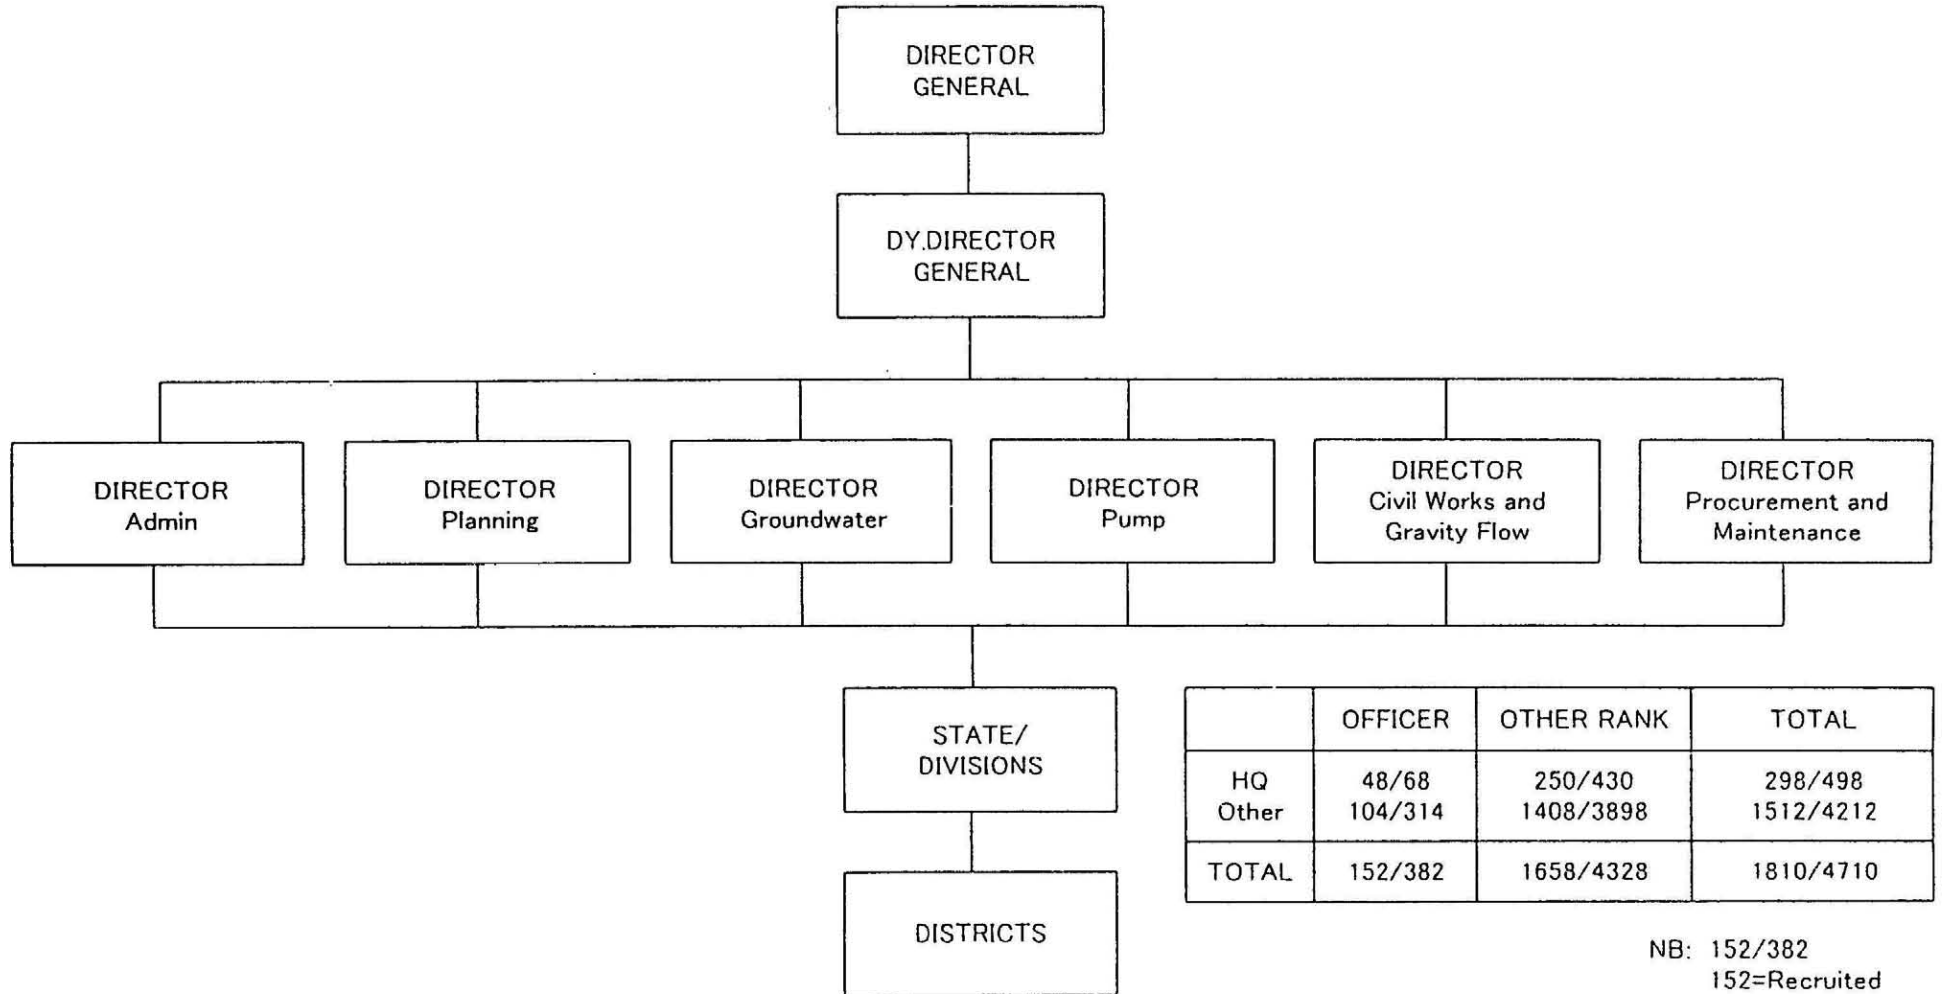 DIRECTOR
GENERAL
DY.DIRECTOR
GENERAL
DIRECTOR
Admin
DIRECTOR
Planning
DIRECTOR
Groundwater
DIRECTOR
Pump
DIRECTOR
Civil Works and
Gravity Flow
DIRECTOR
Procurement and
Maintenance
STATE/
DIVISIONS
DISTRICTS
OFFICER OTHER RANK TOTAL
HQ 48/68 250/430 298/498
Other 104/314 1408/3898 1512/4212
TOTAL 152/382 1658/4328 1810/4710
NB: 152/382
152=Recruited